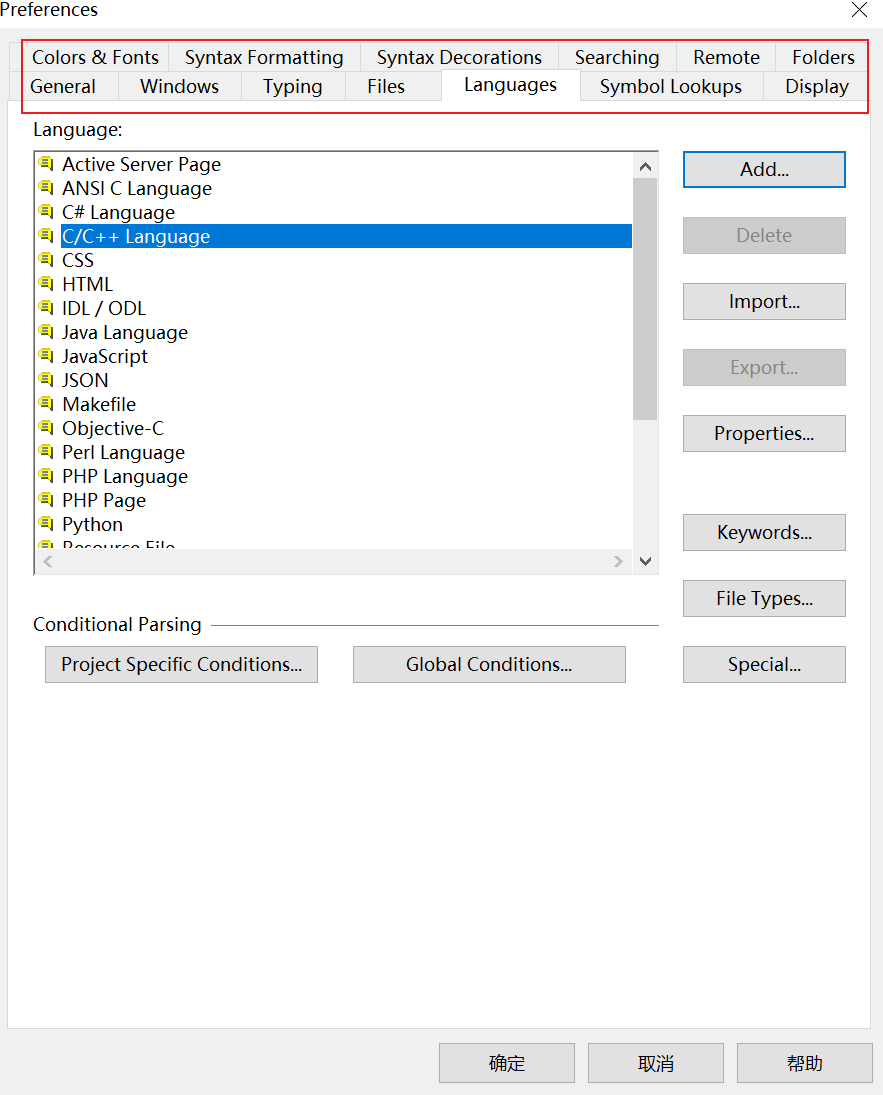 Preferences
Colors & Fonts Syntax Formatting Syntax Decorations Searching Remote Folders
General Windows Typing Files Languages Symbol Lookups Display
Language:
Active Server Page
ANSI C Language
C# Language
C/C++ Language
CSS
HTML
IDL / ODL
Java Language
JavaScript
JSON
Makefile
Objective-C
Perl Language
PHP Language
PHP Page
Python
Resource File
Add...
Delete
Import...
Export...
Properties...
Keywords...
File Types...
Special...
Conditional Parsing
Project Specific Conditions... Global Conditions...
确定 取消 帮助